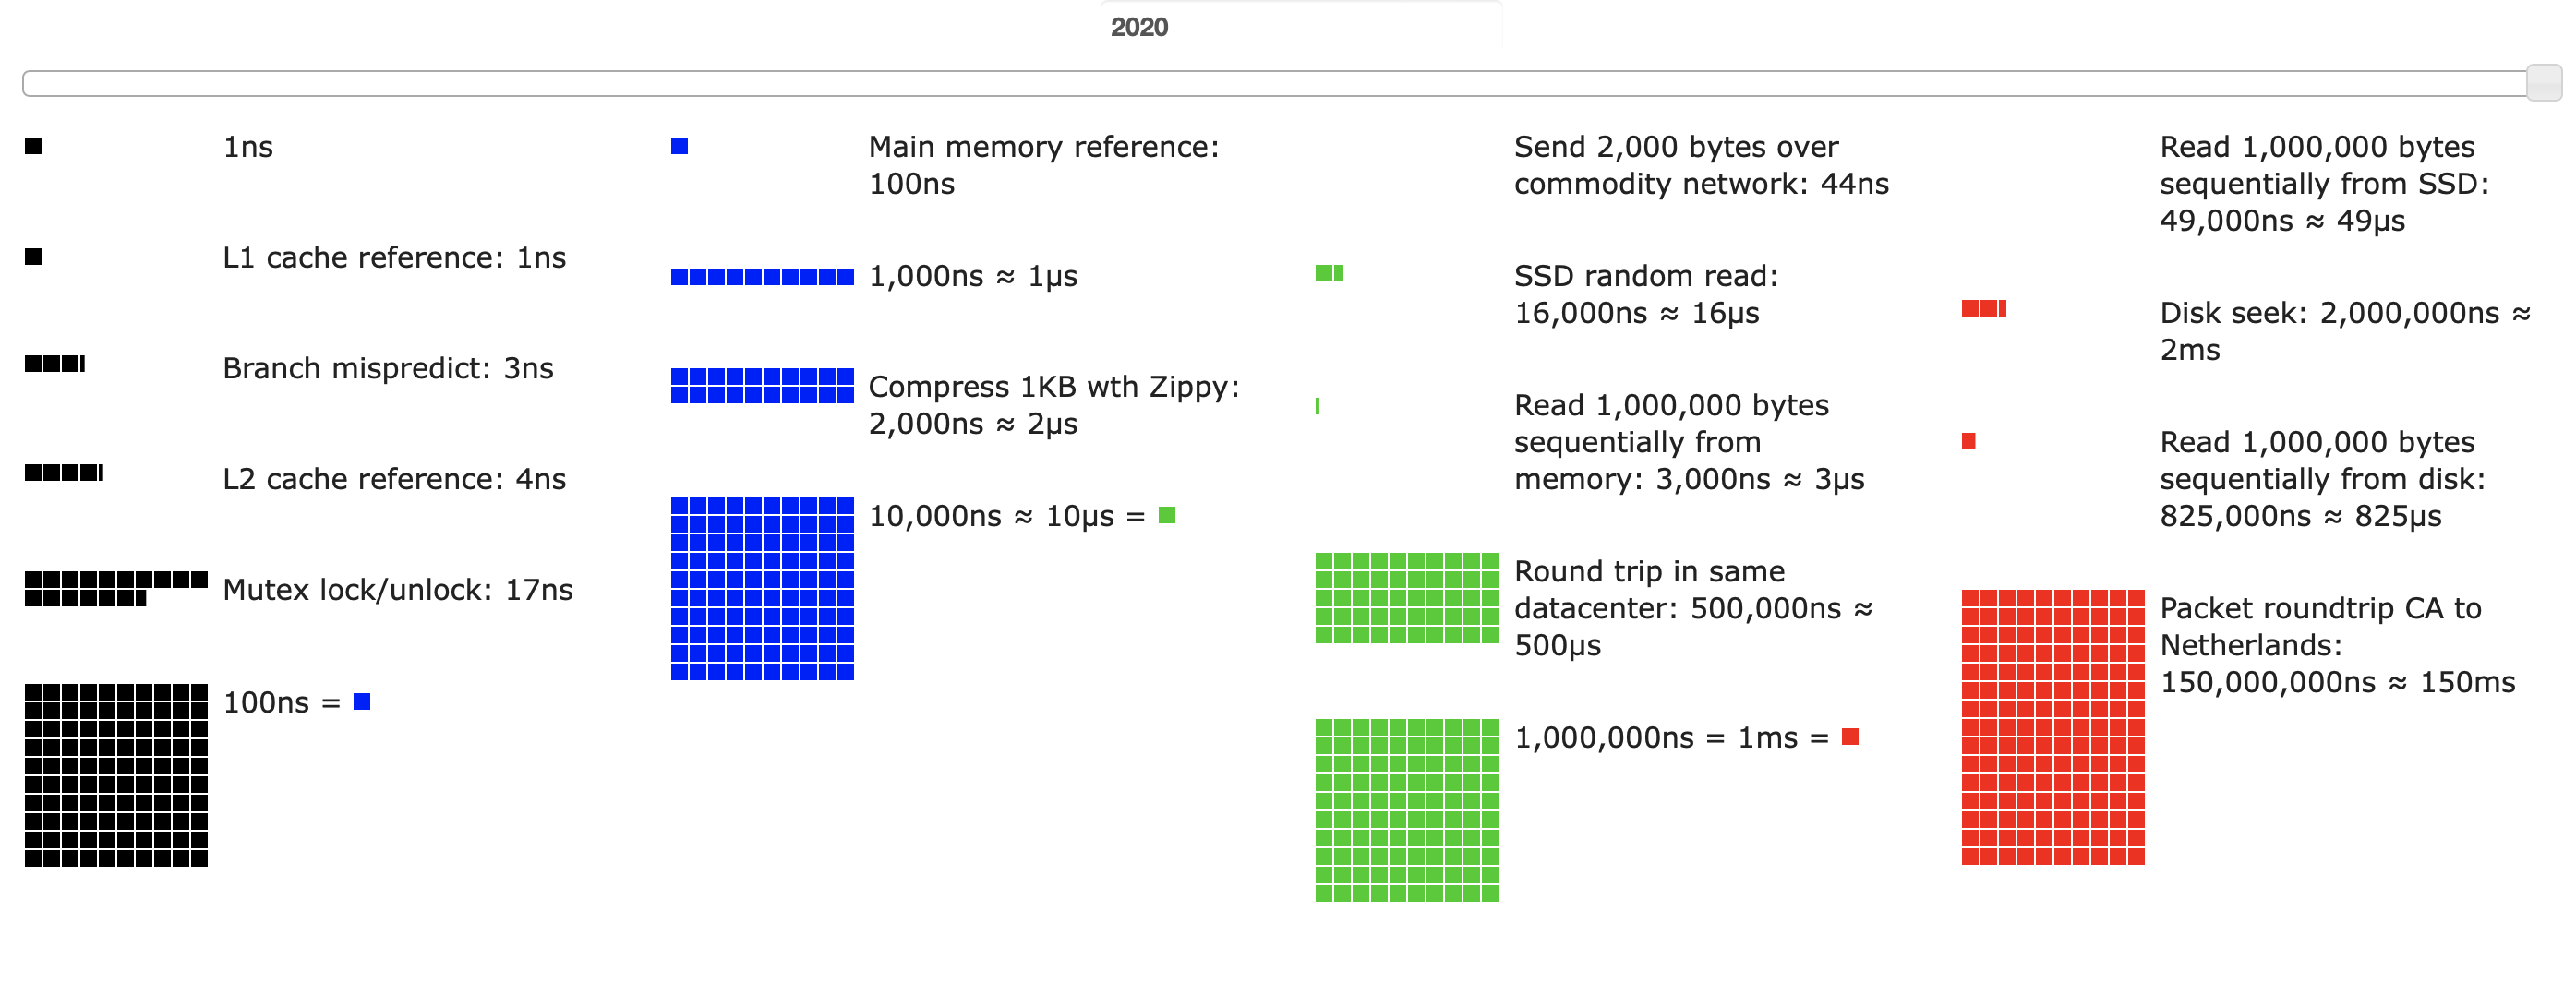 2020
1ns
L1 cache reference: 1ns
Branch mispredict: 3ns
L2 cache reference: 4ns
Mutex lock/unlock: 17ns
100ns =
Main memory reference:
100ns
1,000ns ≈ 1μs
Compress 1KB wth Zippy:
2,000ns ≈ 2μs
10,000ns ≈ 10μs =
Send 2,000 bytes over
commodity network: 44ns
SSD random read:
16,000ns ≈ 16μs
Read 1,000,000 bytes
sequentially from
memory: 3,000ns ≈ 3μs
Round trip in same
datacenter: 500,000ns ≈
500μs
1,000,000ns = 1ms =
Read 1,000,000 bytes
sequentially from SSD:
49,000ns ≈ 49μs
Disk seek: 2,000,000ns ≈
2ms
Read 1,000,000 bytes
sequentially from disk:
825,000ns ≈ 825μs
Packet roundtrip CA to
Netherlands:
150,000,000ns ≈ 150ms